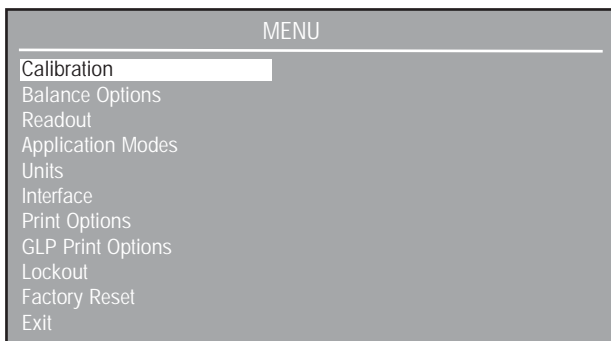 MENU
Calibration
Balance Options
Readout
Application Modes
Units
Interface
Print Options
GLP Print Options
Lockout
Factory Reset
Exit